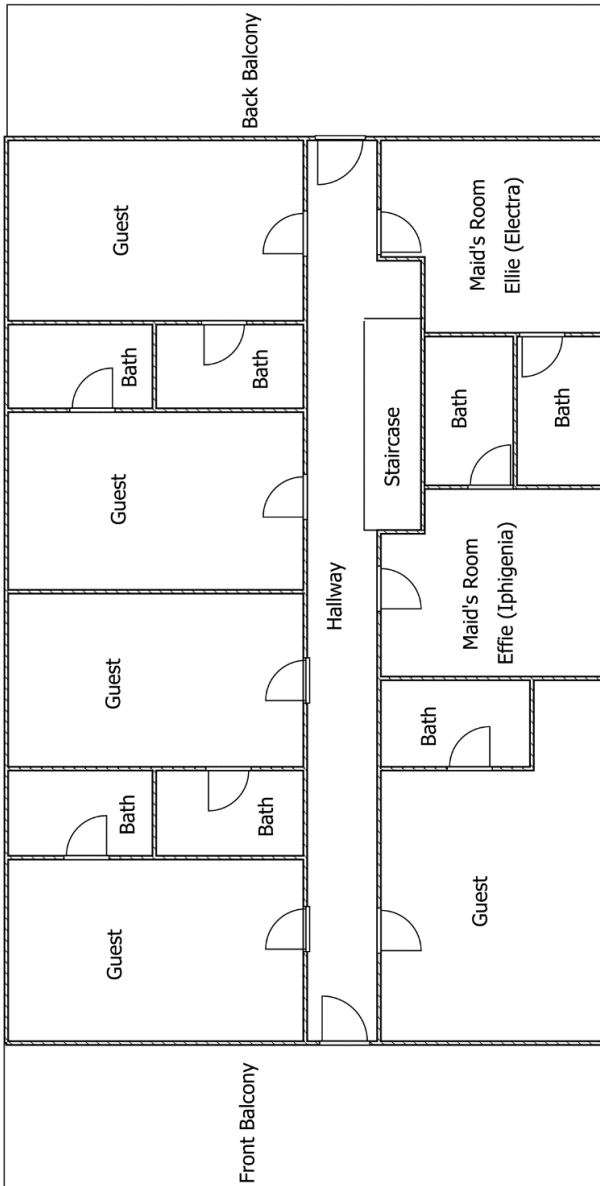 Guest
Bath
Guest
Guest
Bath
Guest
Front Balcony
Bath
Bath
Back Balcony
Hallway
Staircase
Guest
Bath
Maid's Room
Effie (Iphigenia)
Bath
Bath
Maid's Room
Ellie (Electra)